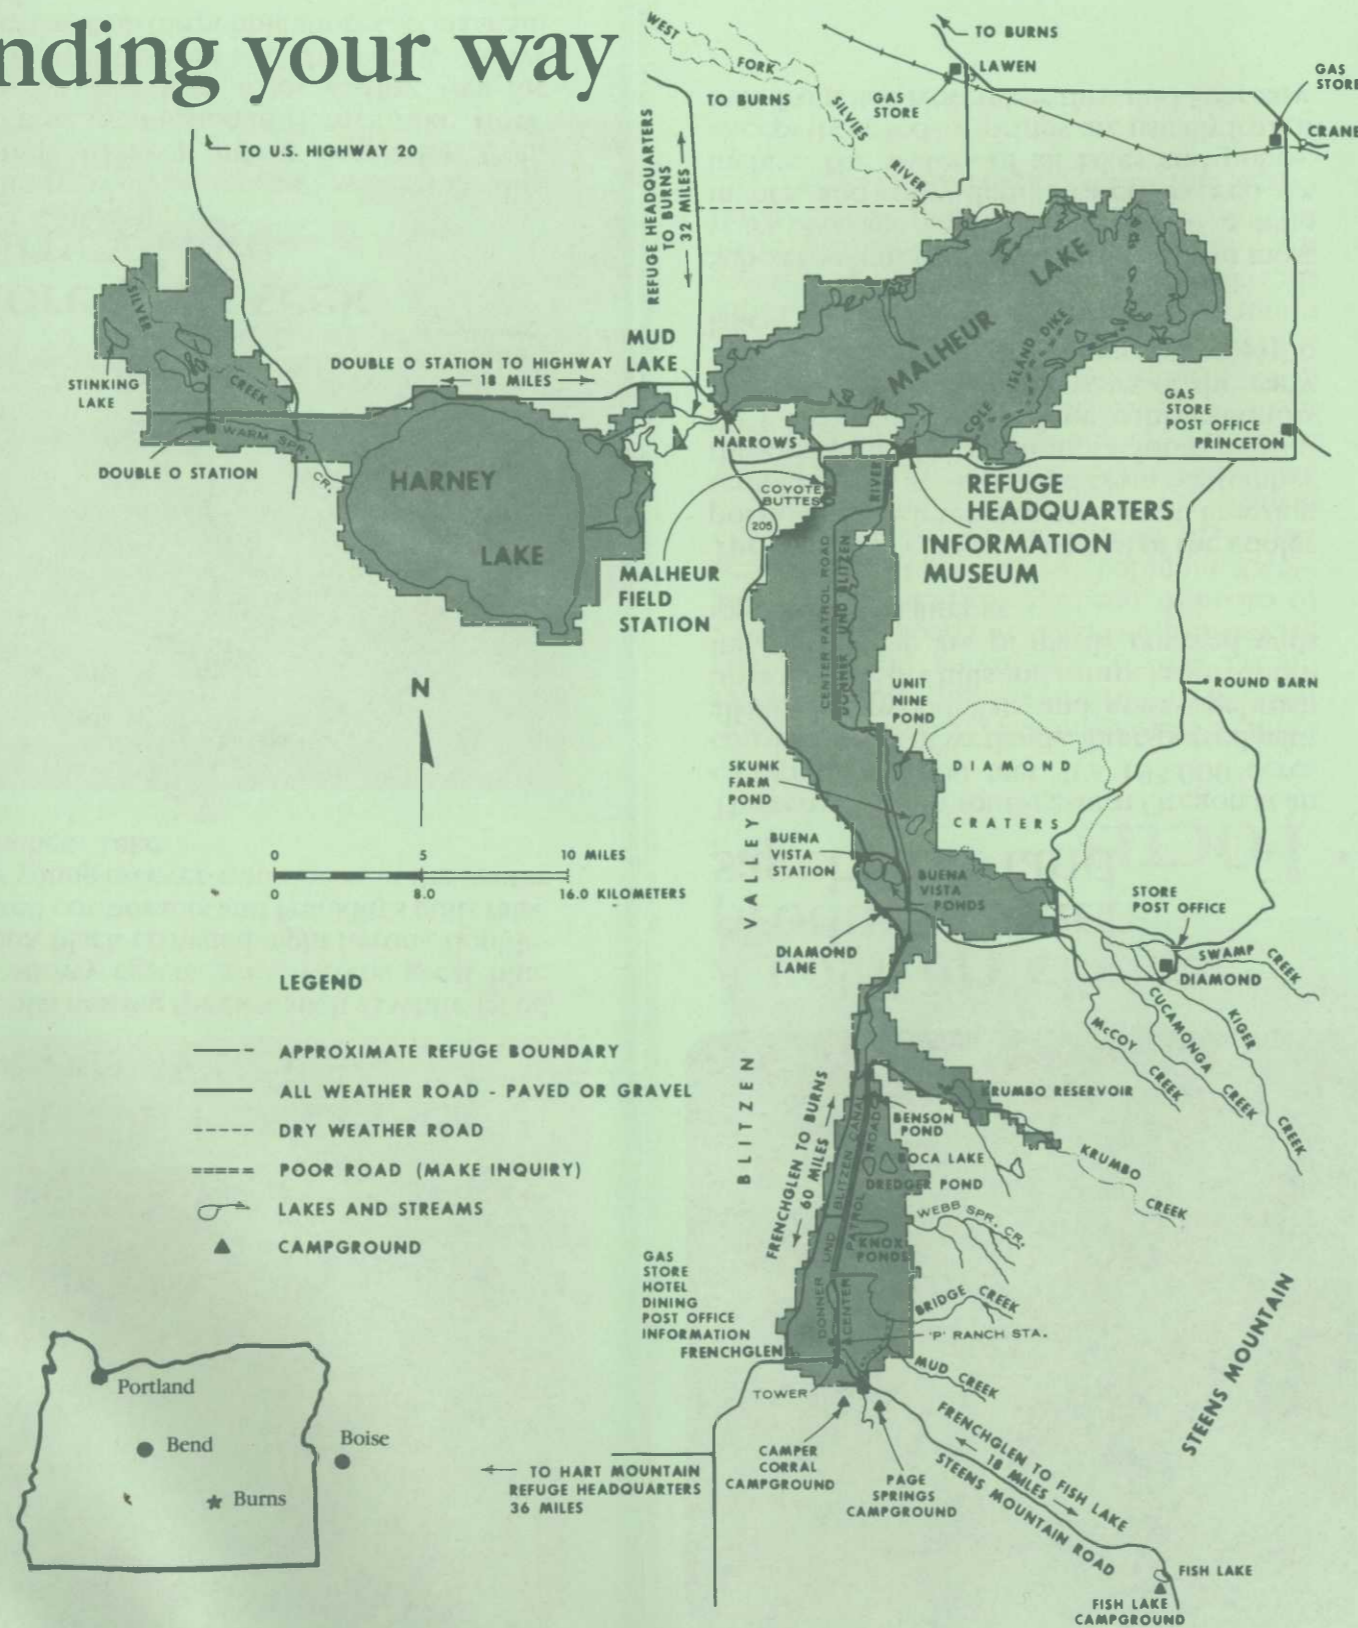 nding your way
WEST
FORK
SILVIES
RIVER
TO BURNS
LAWEN
GAS
STORE
GAS
STORE
CRANE
TO BURNS
TO U.S. HIGHWAY 20
REFUGE HEADQUARTERS
TO BURNS
32 MILES
SILVER
CREEK
STINKING
LAKE
WARM SPR.
CR.
DOUBLE O STATION
DOUBLE O STATION TO HIGHWAY
18 MILES
MUD
LAKE
MALHEUR
LAKE
COLE ISLAND DIKE
GAS
STORE
POST OFFICE
PRINCETON
NARROWS
HARNEY
LAKE
COYOTE
BUTTES
RIVER
205
REFUGE
HEADQUARTERS
INFORMATION
MUSEUM
MALHEUR
FIELD
STATION
CENTER PATROL ROAD
DONNER UND BLITZEN
N
UNIT
NINE
POND
ROUND BARN
DIAMOND
CRATERS
SKUNK
FARM
POND
BUENA
VISTA
STATION
BUENA
VISTA
PONDS
0 5 10 MILES
0 8.0 16.0 KILOMETERS
BLITZEN VALLEY
DIAMOND
LANE
STORE
POST OFFICE
DIAMOND
SWAMP CREEK
KIGER CREEK
CUCAMONGA CREEK
McCOY CREEK
LEGEND
APPROXIMATE REFUGE BOUNDARY
ALL WEATHER ROAD - PAVED OR GRAVEL
DRY WEATHER ROAD
POOR ROAD (MAKE INQUIRY)
LAKES AND STREAMS
CAMPGROUND
KRUMBO RESERVOIR
BENSON
POND
BOCA LAKE
DREDGER POND
KRUMBO
CREEK
FRENCHGLEN TO BURNS
60 MILES
DONNER UND BLITZEN CANAL
CENTER PATROL ROAD
WEBB SPR. CR.
KNOX
PONDS
GAS
STORE
HOTEL
DINING
POST OFFICE
INFORMATION
FRENCHGLEN
BRIDGE CREEK
'P' RANCH STA.
MUD CREEK
TOWER
STEENS MOUNTAIN
CAMPER
CORRAL
CAMPGROUND
PAGE
SPRINGS
CAMPGROUND
FRENCHGLEN TO FISH LAKE
18 MILES
STEENS MOUNTAIN ROAD
FISH LAKE
FISH LAKE
CAMPGROUND
TO HART MOUNTAIN
REFUGE HEADQUARTERS
36 MILES
Portland
Bend
Boise
Burns